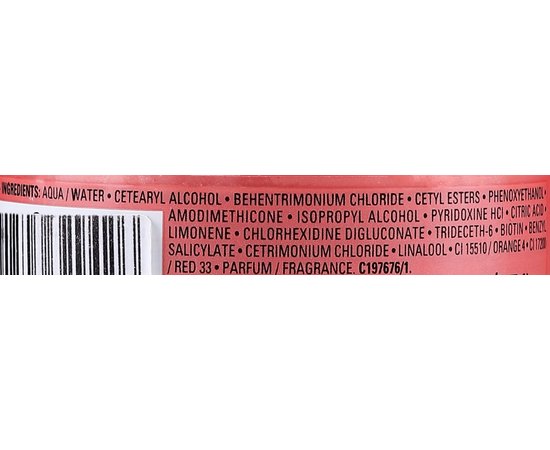 INGREDIENTS: AQUA / WATER • CETEARYL ALCOHOL • BEHENTRIMONIUM CHLORIDE • CETYL ESTERS • PHENOXYETHANOL •
AMODIMETHICONE • ISOPROPYL ALCOHOL • PYRIDOXINE HCl • CITRIC ACID •
LIMONENE • CHLORHEXIDINE DIGLUCONATE • TRIDECETH-6 • BIOTIN • BENZYL
SALICYLATE • CETRIMONIUM CHLORIDE • LINALOOL • CI 15510 / ORANGE 4 • CI 17200
/ RED 33 • PARFUM / FRAGRANCE. C197676/1.